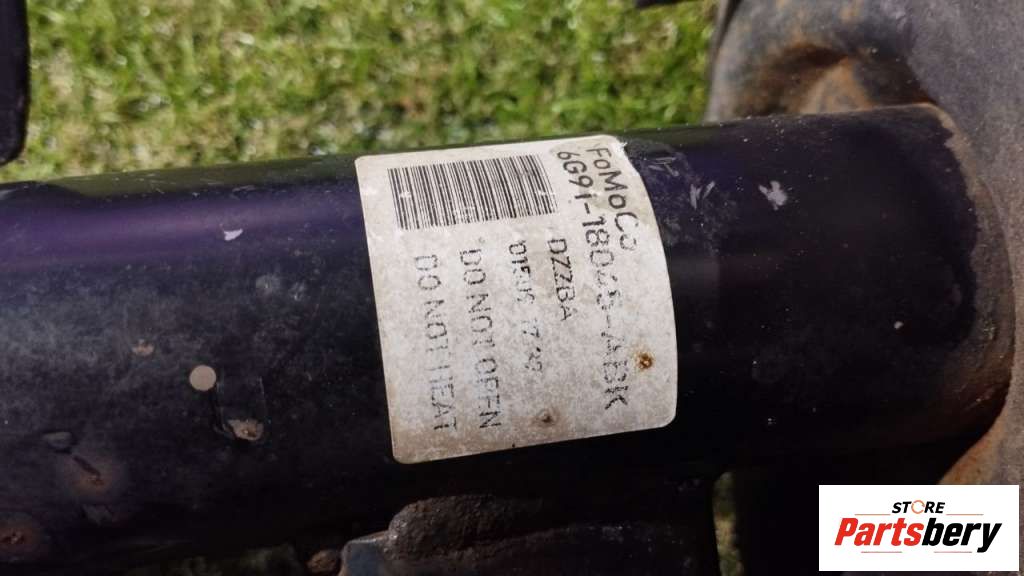 FoMoCo
6G91-18045-ABK
DZZBA
DO NOT OPEN
DO NOT HEAT
STORE
Partsbery